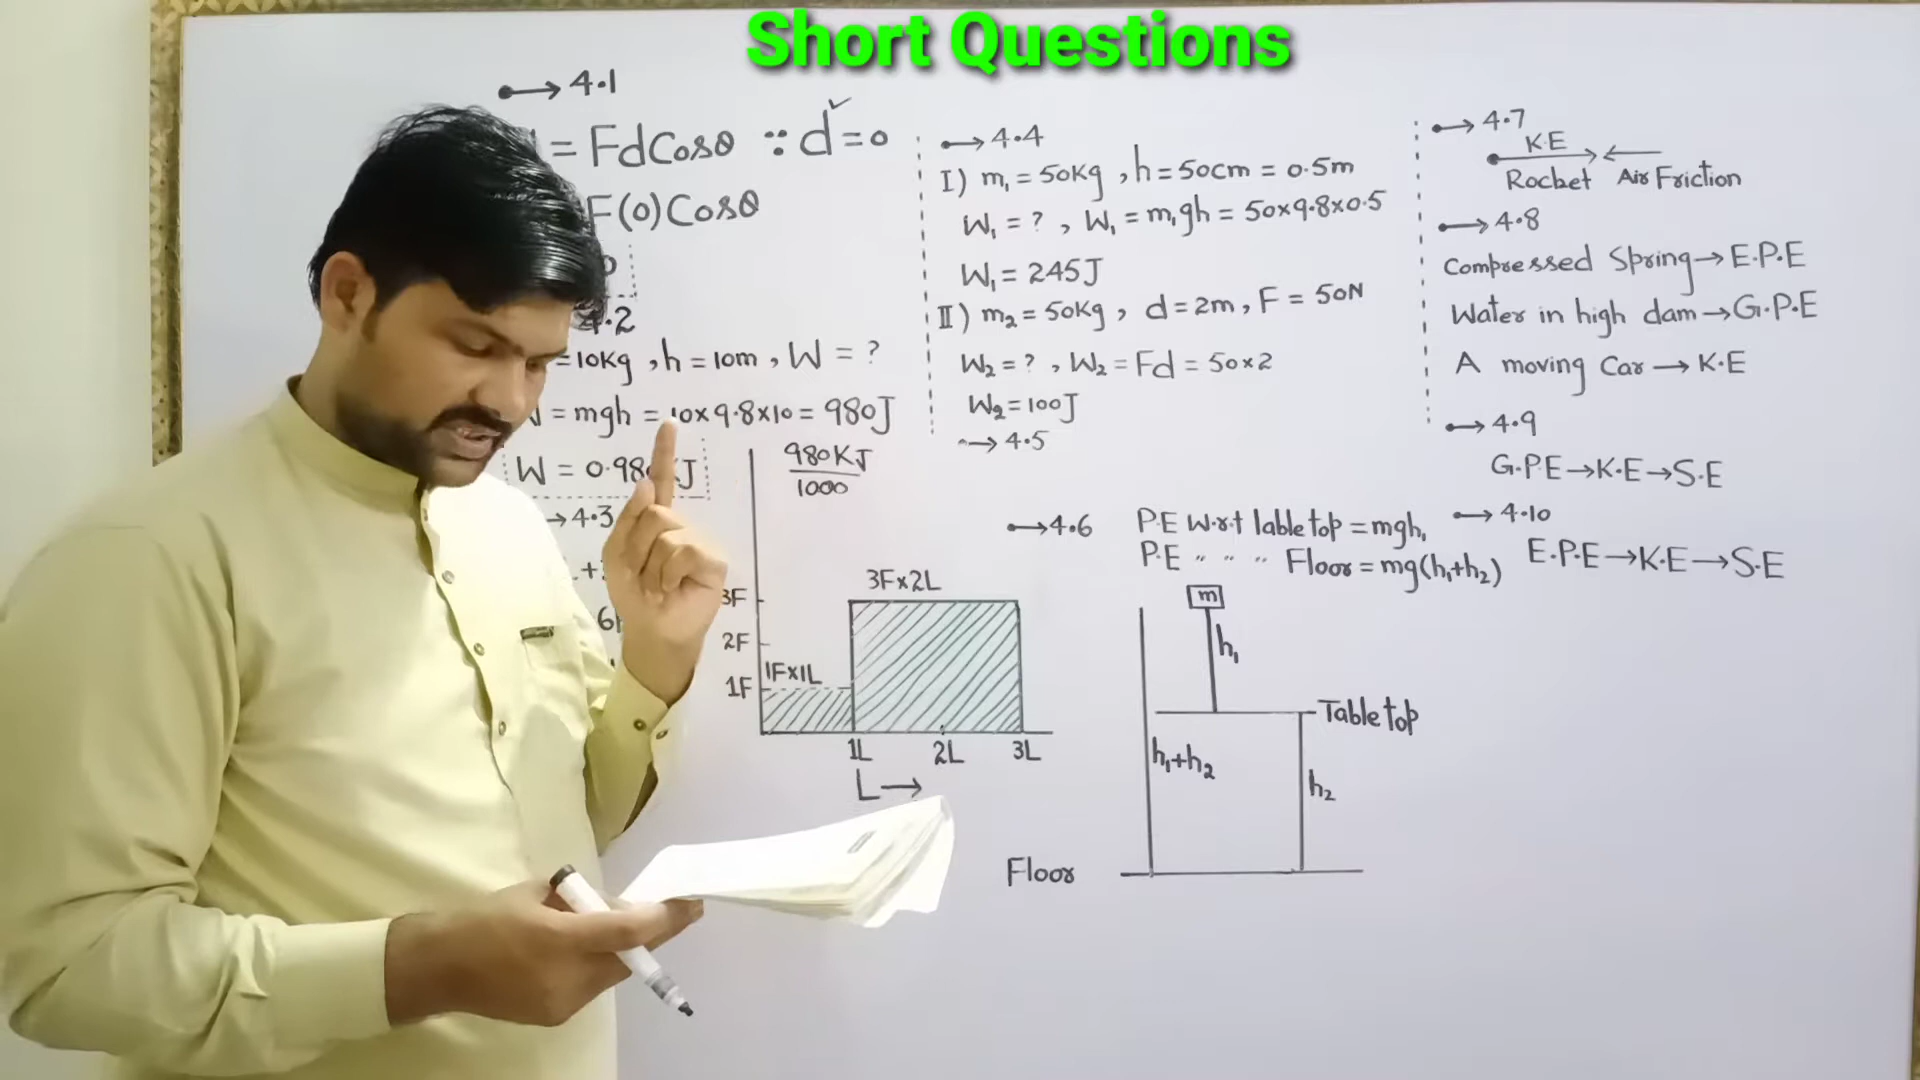 Short Questions
4.1
= FdCosθ ∵ d = 0
F(0)Cosθ
4.2
=10Kg , h = 10m , W = ?
= mgh = 10×9.8×10 = 980J
W = 0.98 KJ
980KJ
1000
→ 4.3
3F
2F
1F
3F×2L
1F×1L
1L 2L 3L
L→
→ 4.4
I) m₁ = 50Kg , h = 50cm = 0.5m
W₁ = ? , W₁ = m₁gh = 50×9.8×0.5
W₁ = 245J
II) m₂ = 50Kg , d = 2m , F = 50N
W₂ = ? , W₂ = Fd = 50×2
W₂ = 100J
→ 4.5
→ 4.6
P.E W.r.t Table top = mgh₁
P.E " " " Floor = mg(h₁+h₂)
m
h₁
Table top
h₁+h₂
h₂
Floor
→ 4.7
K.E
Rocket Air Friction
→ 4.8
Compressed Spring → E.P.E
Water in high dam → G.P.E
A moving Car → K.E
→ 4.9
G.P.E → K.E → S.E
→ 4.10
E.P.E → K.E → S.E